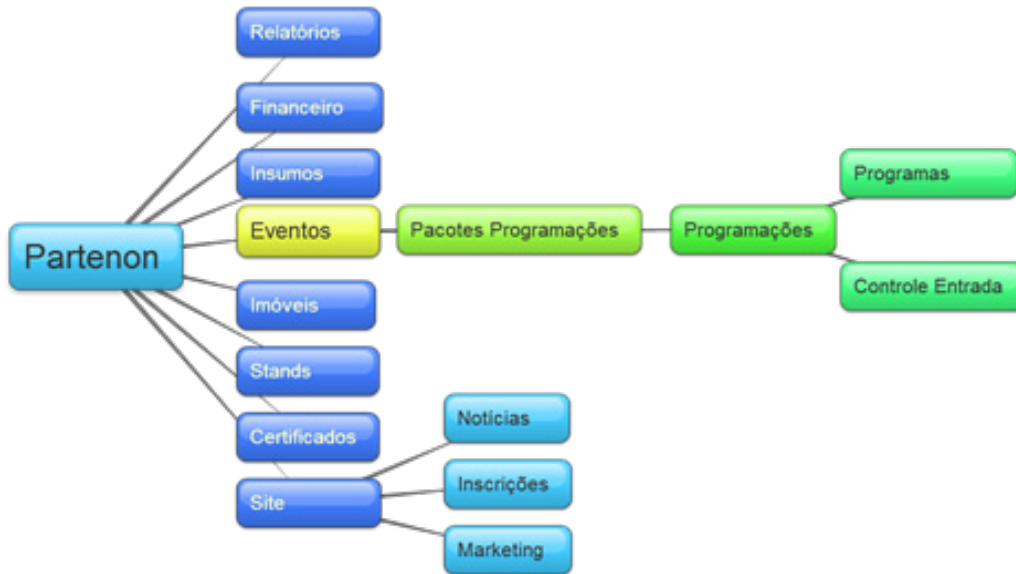 Relatórios
Financeiro
Insumos
Partenon
Eventos
Pacotes Programações
Programações
Programas
Controle Entrada
Imóveis
Stands
Certificados
Site
Notícias
Inscrições
Marketing